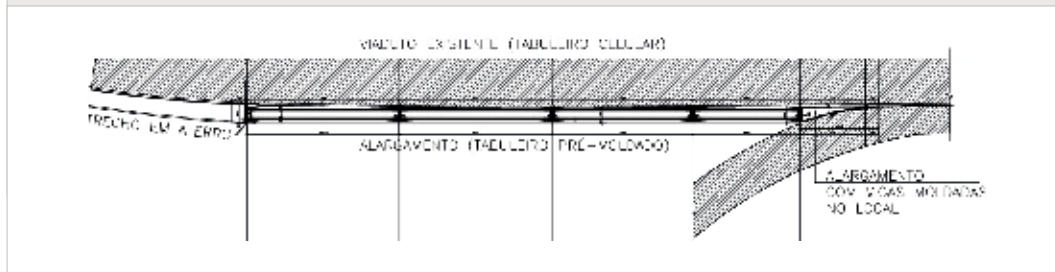 VIADUTO EXISTENTE (TABULEIRO CELULAR)
TRECHO EM ATERRO
ALARGAMENTO (TABULEIRO PRÉ-MOLDADO)
ALARGAMENTO
COM VIGAS MOLDADAS
NO LOCAL